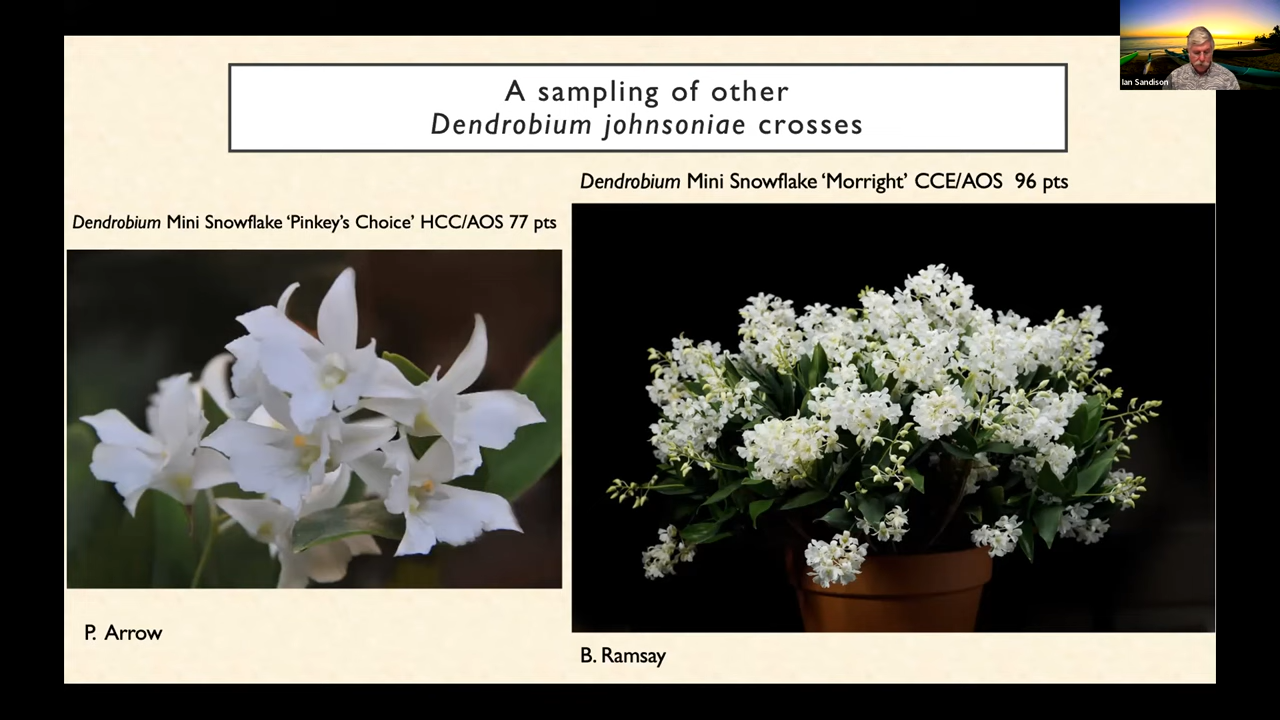 A sampling of other
Dendrobium johnsoniae crosses
Dendrobium Mini Snowflake ‘Morright’ CCE/AOS 96 pts
Dendrobium Mini Snowflake ‘Pinkey’s Choice’ HCC/AOS 77 pts
P. Arrow
B. Ramsay
Ian Sandison